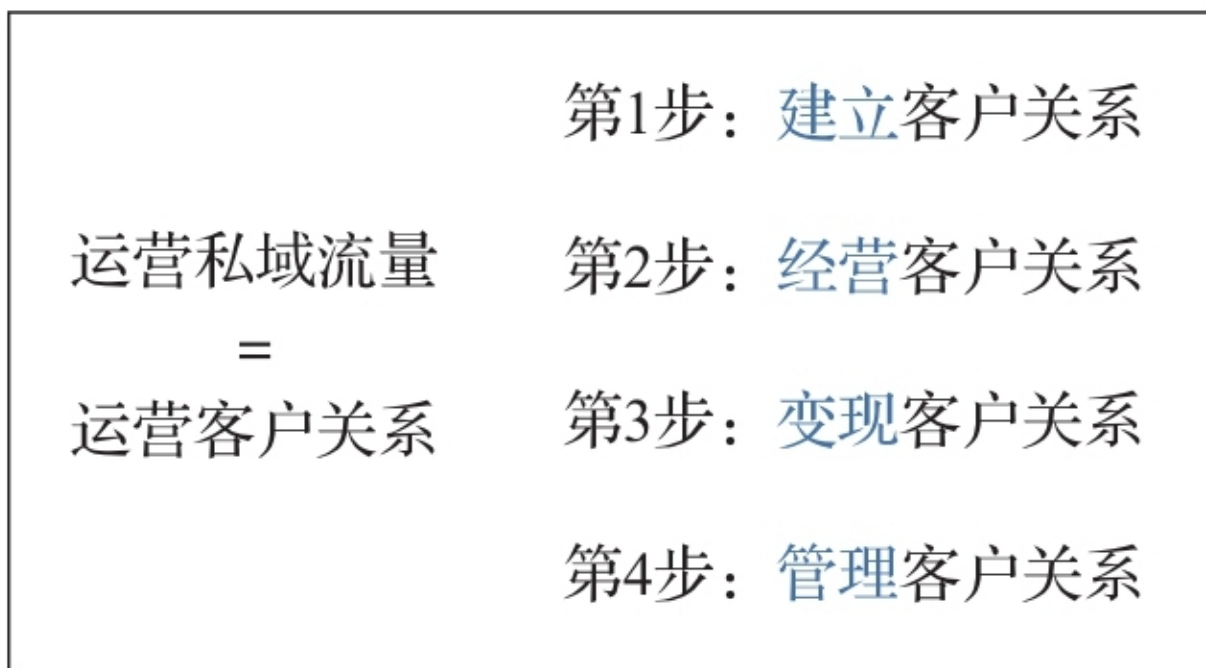 运营私域流量
=
运营客户关系
第1步：建立客户关系
第2步：经营客户关系
第3步：变现客户关系
第4步：管理客户关系